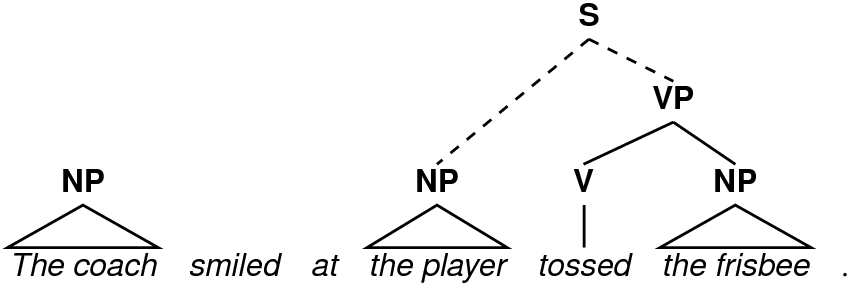 S
VP
NP NP V NP
The coach smiled at the player tossed the frisbee .